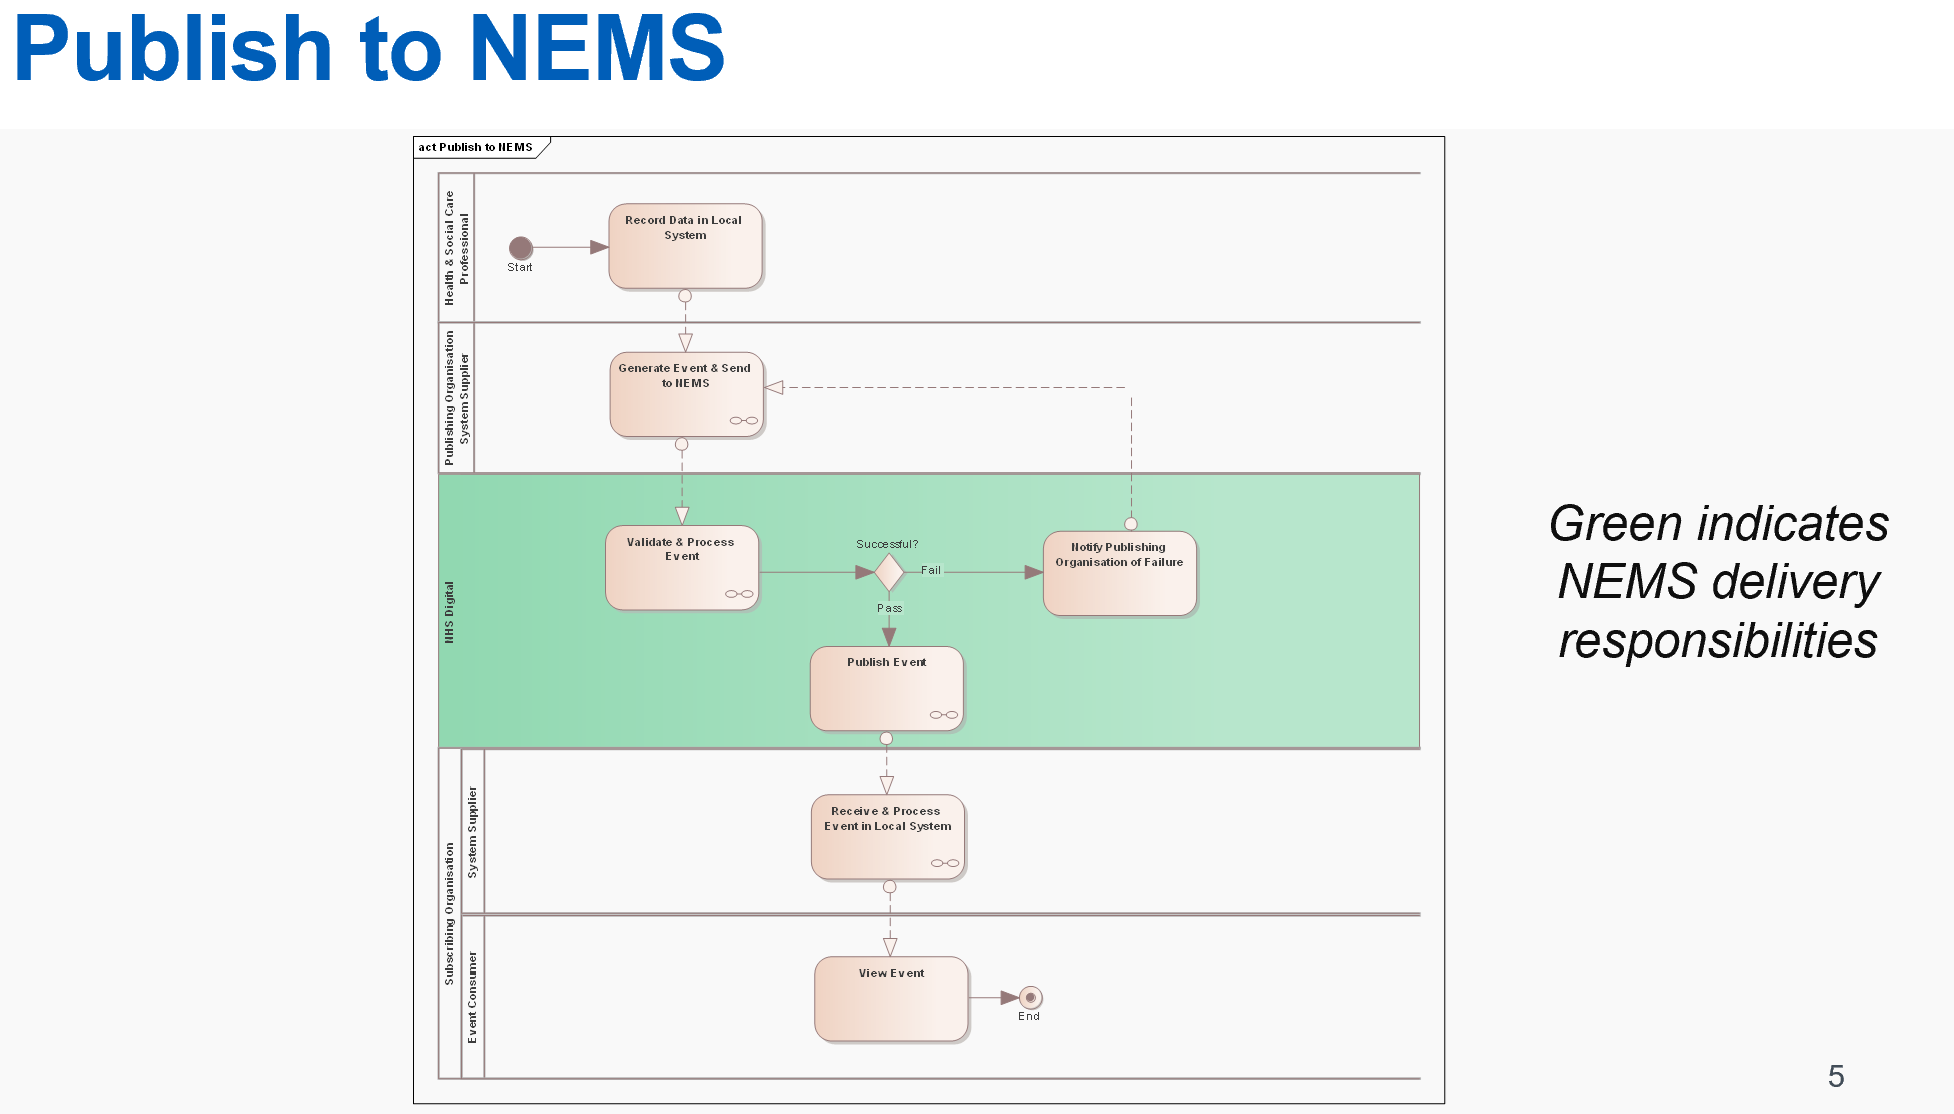 Publish to NEMS
act Publish to NEMS
Health & Social Care
Professional
Start
Record Data in Local
System
Publishing Organisation
System Supplier
Generate Event & Send
to NEMS
NHS Digital
Validate & Process
Event
Successful?
Fail
Pass
Notify Publishing
Organisation of Failure
Publish Event
Green indicates
NEMS delivery
responsibilities
Subscribing Organisation
System Supplier
Receive & Process
Event in Local System
Event Consumer
View Event
End
5